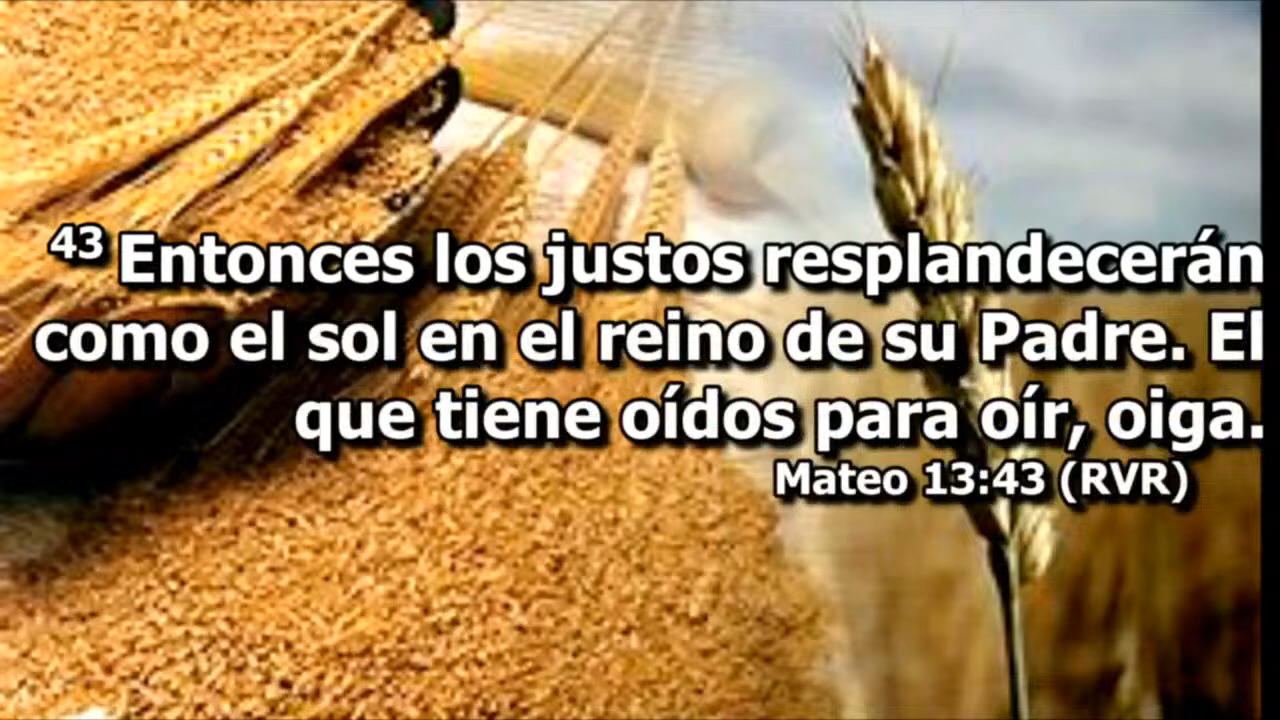 43 Entonces los justos resplandecerán
como el sol en el reino de su Padre. El
que tiene oídos para oír, oiga.
Mateo 13:43 (RVR)